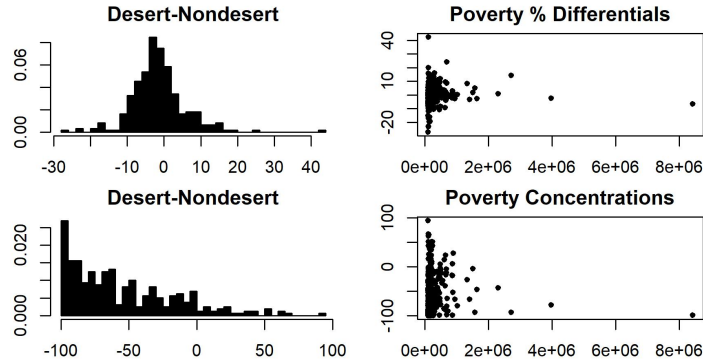 Desert-Nondesert
0.00 0.06
-30 -20 -10 0 10 20 30 40
Poverty % Differentials
-20 10 40
0e+00 2e+06 4e+06 6e+06 8e+06
Desert-Nondesert
0.000 0.020
-100 -50 0 50 100
Poverty Concentrations
-100 0 100
0e+00 2e+06 4e+06 6e+06 8e+06